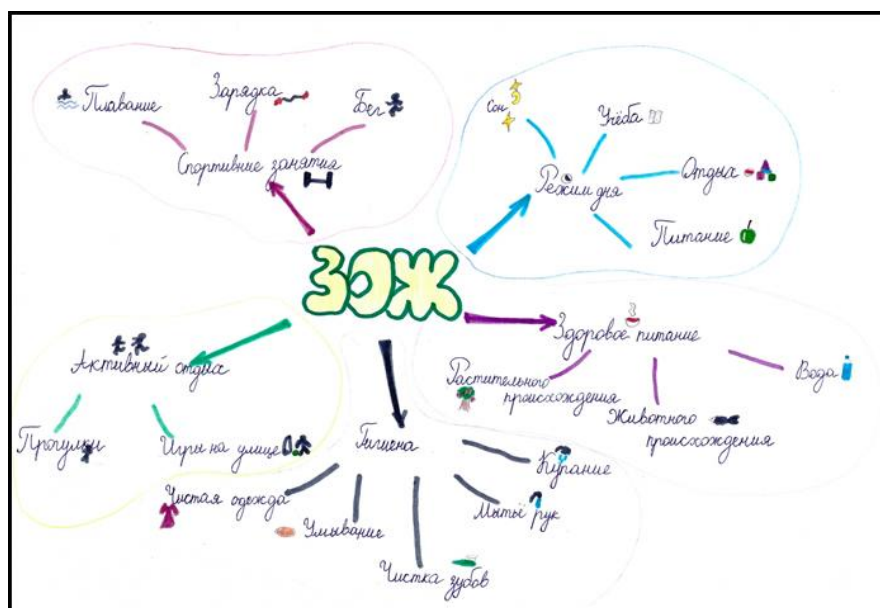 Плавание
Зарядка
Бег
Спортивние занятия
Сон
Учёба
Отдых
Питание
Режим дня
ЗОЖ
Здоровое питание
Растительного
происхождения
Животного
происхождения
Вода
Активный отдых
Прогулки
Игры на улице
Гигиена
Чистая одежда
Умывание
Чистка зубов
Мытьё рук
Купание